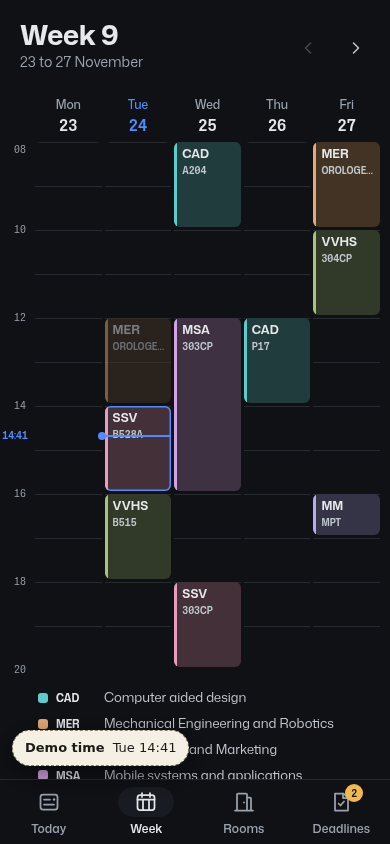 Week 9
23 to 27 November
Mon Tue Wed Thu Fri
23 24 25 26 27
08
CAD
A204
MER
OROLOGE…
10
VVHS
304CP
12
MER
OROLOGE…
MSA
303CP
CAD
P17
14
SSV
B528A
14:41
16
VVHS
B515
MM
MPT
18
SSV
303CP
20
CAD Computer aided design
MER Mechanical Engineering and Robotics
and Marketing
MSA Mobile systems and applications
Demo time Tue 14:41
2
Today Week Rooms Deadlines